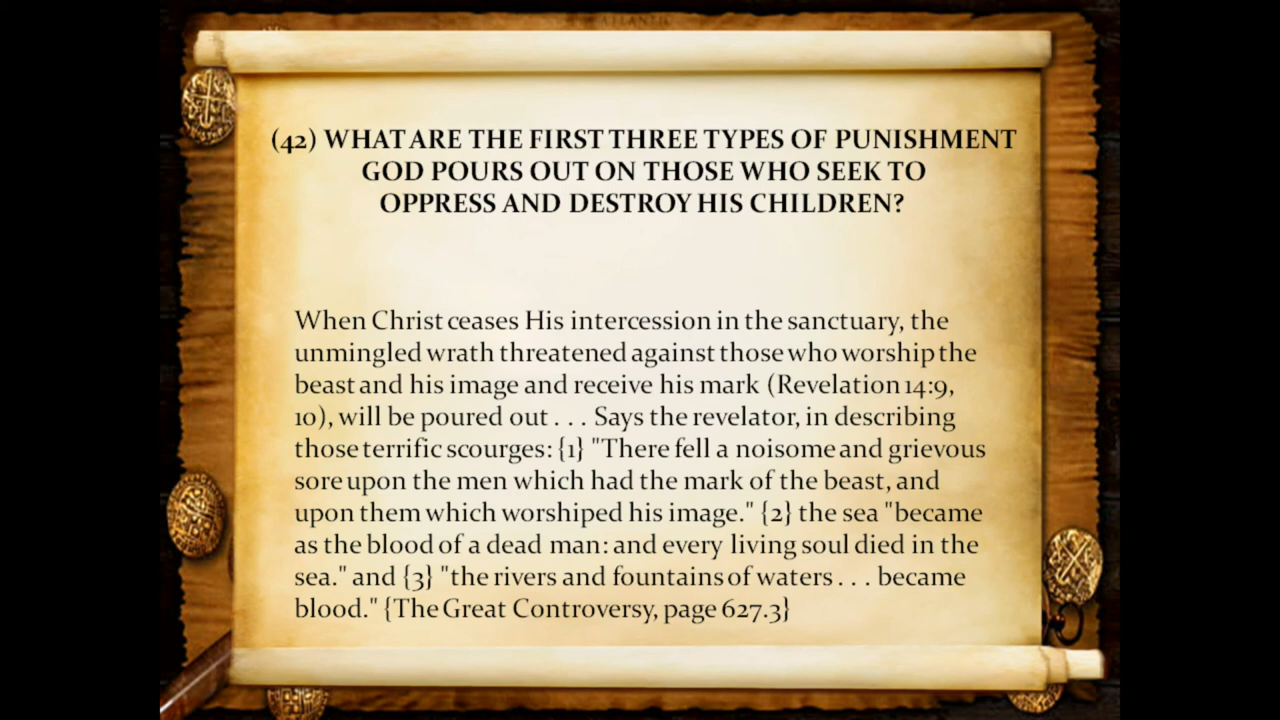 ATLANTIC
(42) WHAT ARE THE FIRST THREE TYPES OF PUNISHMENT
GOD POURS OUT ON THOSE WHO SEEK TO
OPPRESS AND DESTROY HIS CHILDREN?
When Christ ceases His intercession in the sanctuary, the
unmingled wrath threatened against those who worship the
beast and his image and receive his mark (Revelation 14:9,
10), will be poured out . . . Says the revelator, in describing
those terrific scourges: {1} "There fell a noisome and grievous
sore upon the men which had the mark of the beast, and
upon them which worshiped his image." {2} the sea "became
as the blood of a dead man: and every living soul died in the
sea." and {3} "the rivers and fountains of waters . . . became
blood." {The Great Controversy, page 627.3}